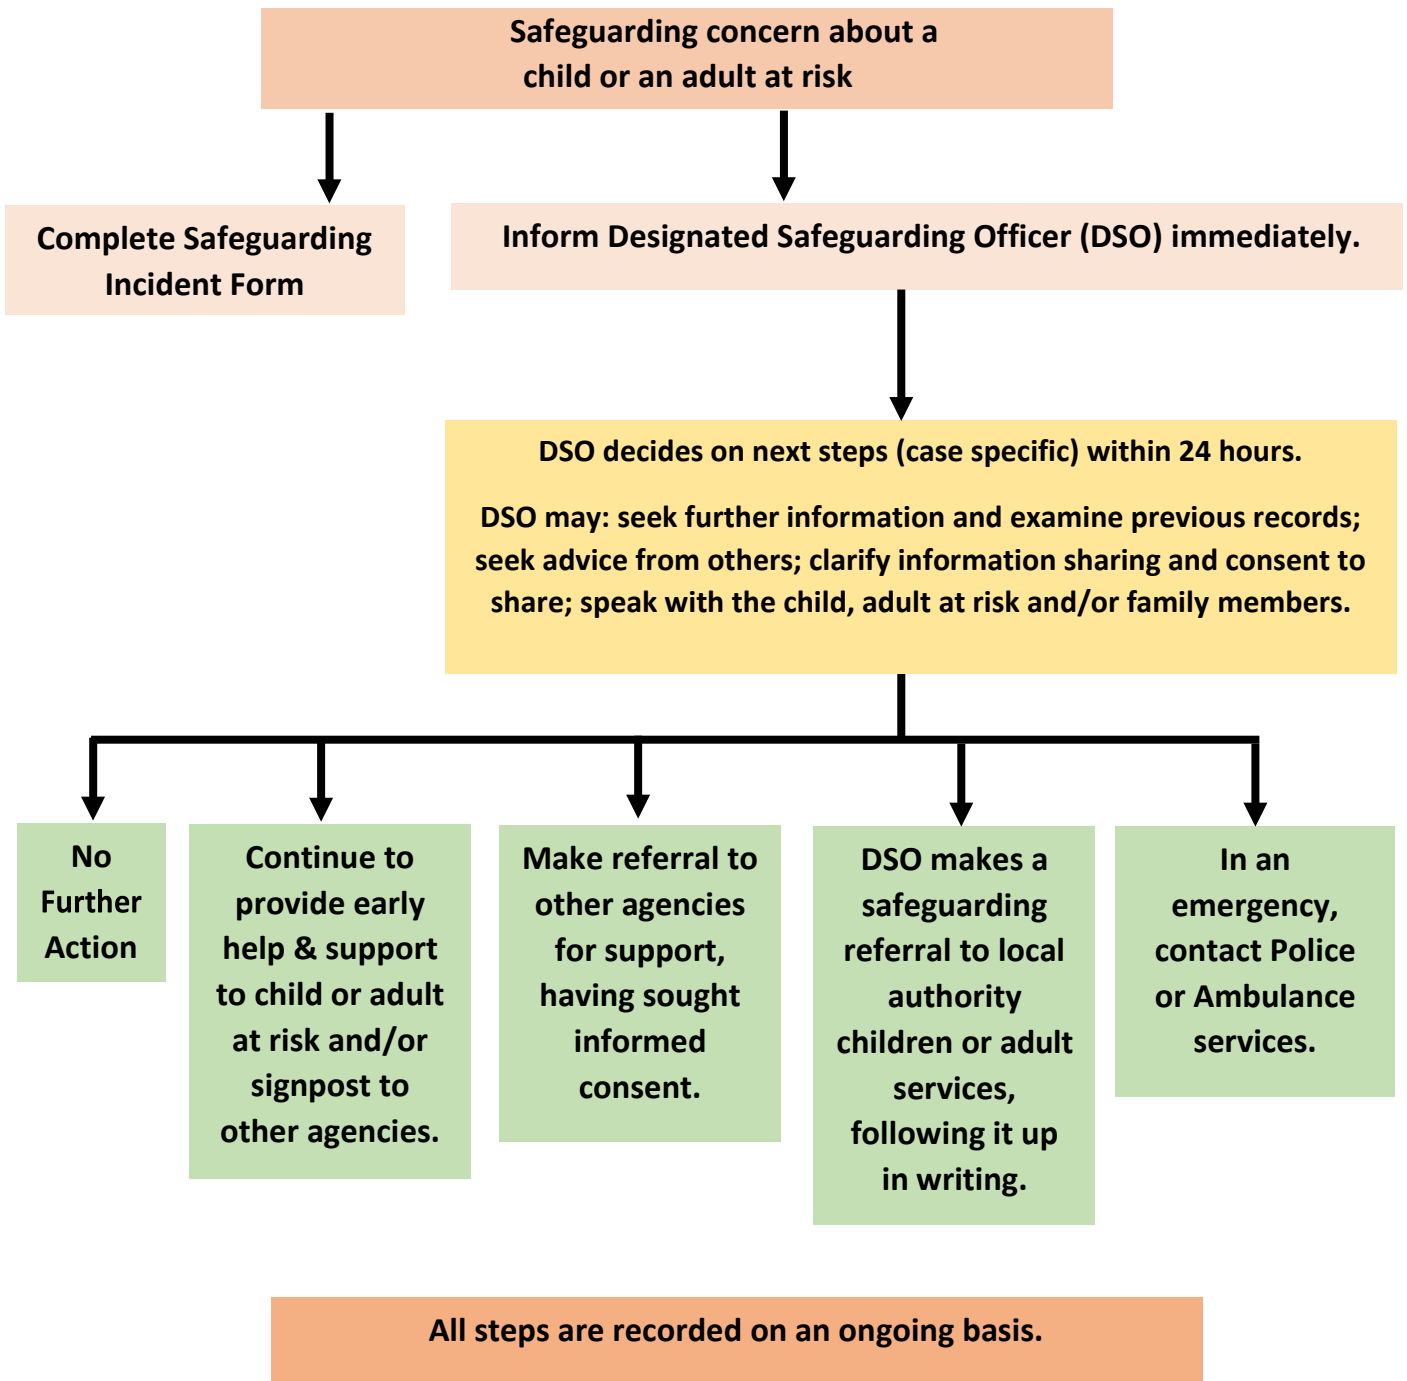 Safeguarding concern about a
child or an adult at risk
Complete Safeguarding
Incident Form
Inform Designated Safeguarding Officer (DSO) immediately.
DSO decides on next steps (case specific) within 24 hours.
DSO may: seek further information and examine previous records;
seek advice from others; clarify information sharing and consent to
share; speak with the child, adult at risk and/or family members.
No
Further
Action
Continue to
provide early
help & support
to child or adult
at risk and/or
signpost to
other agencies.
Make referral to
other agencies
for support,
having sought
informed
consent.
DSO makes a
safeguarding
referral to local
authority
children or adult
services,
following it up
in writing.
In an
emergency,
contact Police
or Ambulance
services.
All steps are recorded on an ongoing basis.